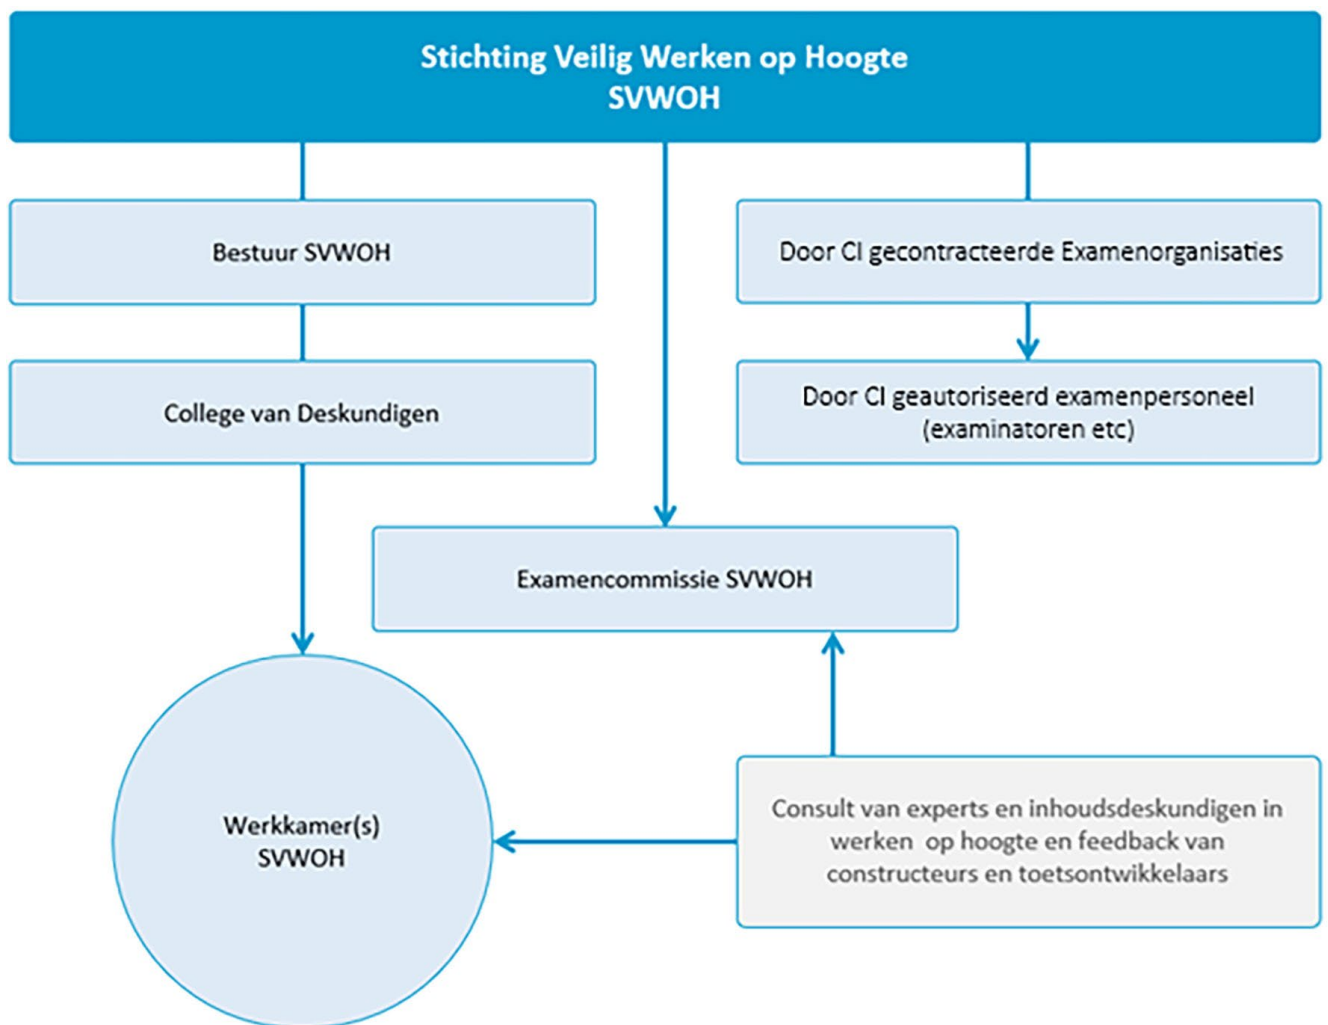 Stichting Veilig Werken op Hoogte
SVWOH
Bestuur SVWOH
Door CI gecontracteerde Examenorganisaties
College van Deskundigen
Door CI geautoriseerd examenpersoneel
(examinatoren etc)
Examencommissie SVWOH
Werkkamer(s)
SVWOH
Consult van experts en inhoudsdeskundigen in
werken op hoogte en feedback van
constructeurs en toetsontwikkelaars